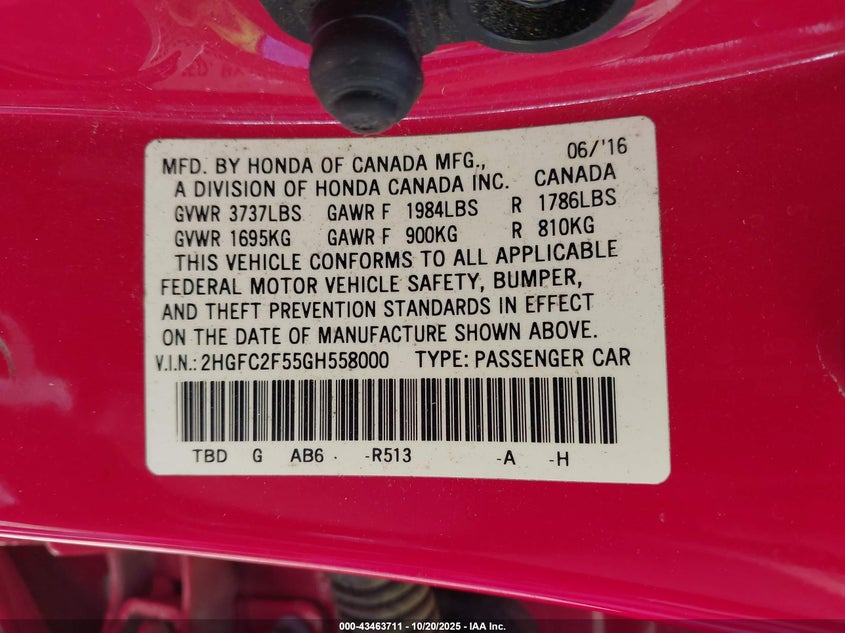 06/'16
MFD. BY HONDA OF CANADA MFG.,
A DIVISION OF HONDA CANADA INC. CANADA
GVWR 3737LBS GAWR F 1984LBS R 1786LBS
GVWR 1695KG GAWR F 900KG R 810KG
THIS VEHICLE CONFORMS TO ALL APPLICABLE
FEDERAL MOTOR VEHICLE SAFETY, BUMPER,
AND THEFT PREVENTION STANDARDS IN EFFECT
ON THE DATE OF MANUFACTURE SHOWN ABOVE.
V.I.N.: 2HGFC2F55GH558000 TYPE: PASSENGER CAR
TBD G AB6 - -R513 -A -H
000-43463711 - 10/20/2025 - IAA Inc.